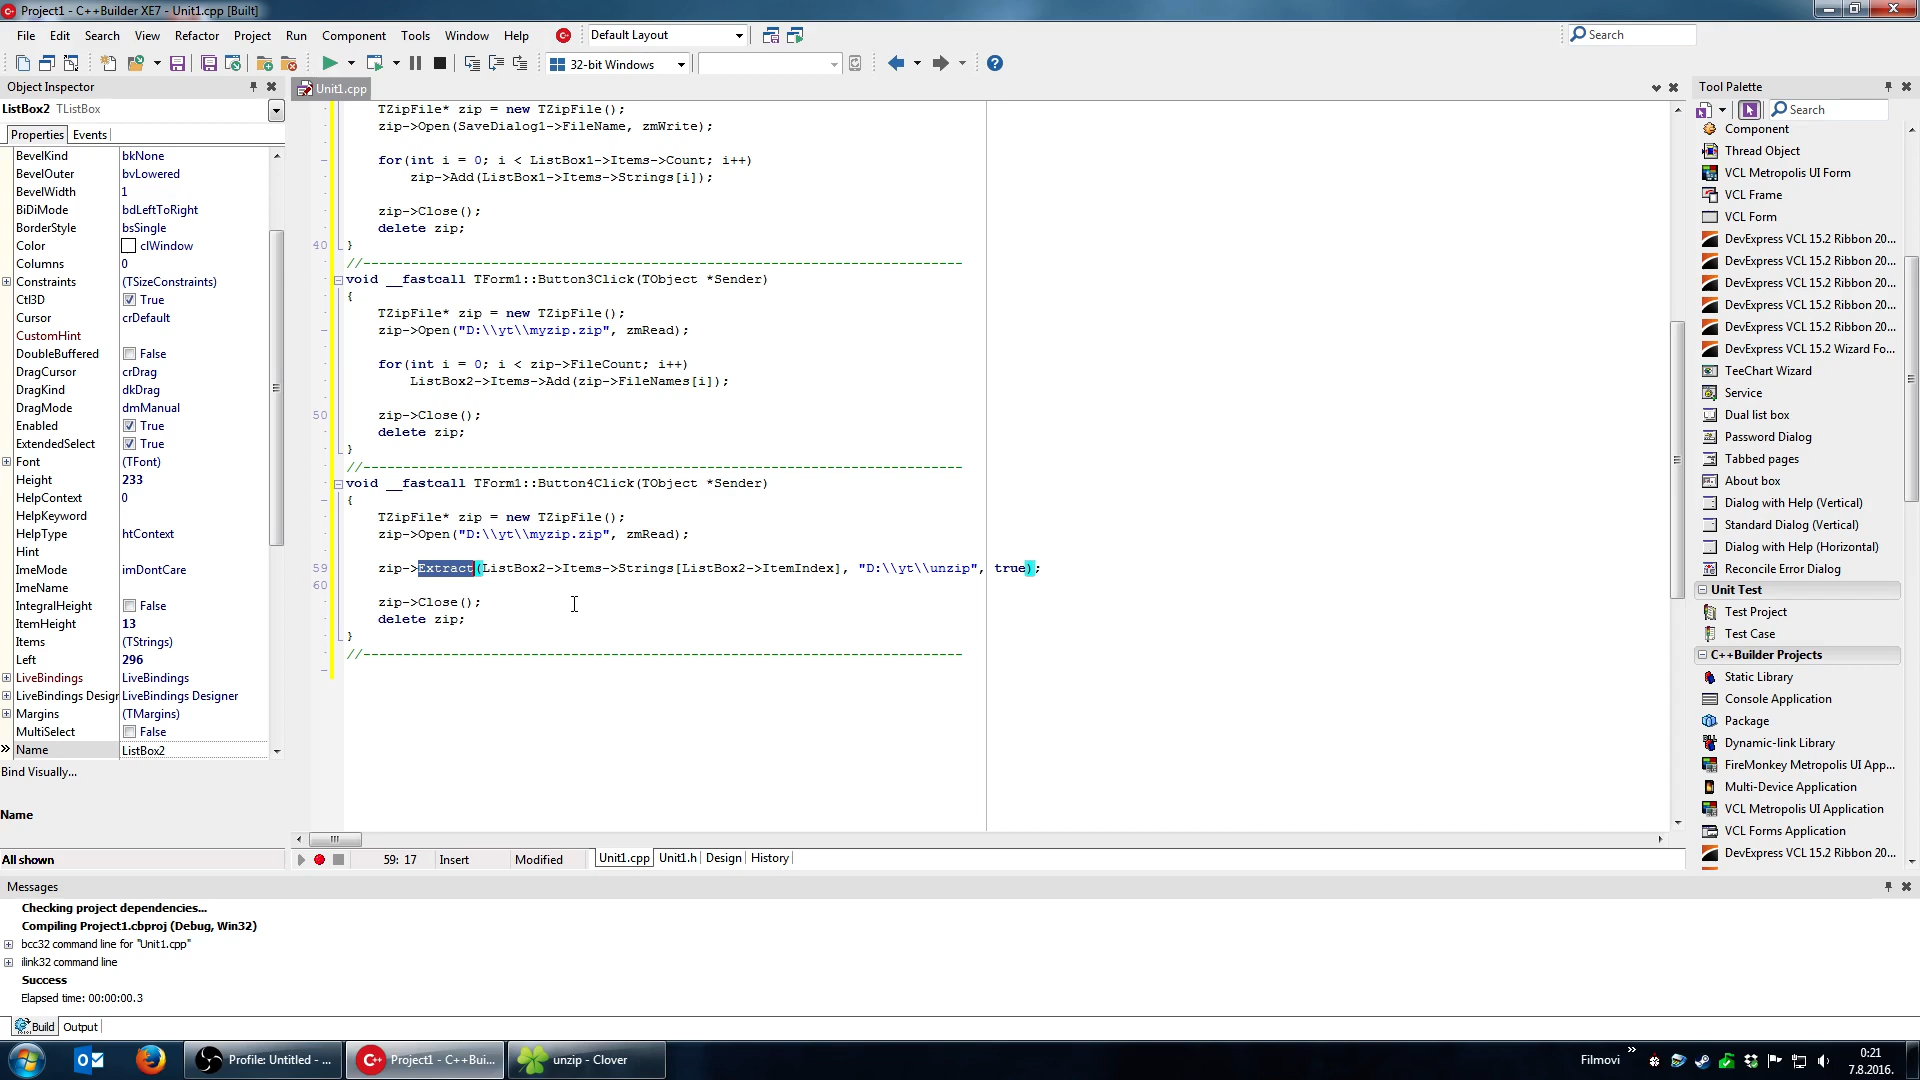 Project1 - C++Builder XE7 - Unit1.cpp [Built]
File Edit Search View Refactor Project Run Component Tools Window Help
Default Layout
Search
32-bit Windows
Object Inspector
ListBox2 TListBox
Properties Events
BevelKind bkNone
BevelOuter bvLowered
BevelWidth 1
BiDiMode bdLeftToRight
BorderStyle bsSingle
Color clWindow
Columns 0
Constraints (TSizeConstraints)
Ctl3D True
Cursor crDefault
CustomHint
DoubleBuffered False
DragCursor crDrag
DragKind dkDrag
DragMode dmManual
Enabled True
ExtendedSelect True
Font (TFont)
Height 233
HelpContext 0
HelpKeyword
HelpType htContext
Hint
ImeMode imDontCare
ImeName
IntegralHeight False
ItemHeight 13
Items (TStrings)
Left 296
LiveBindings LiveBindings
LiveBindings Desigr LiveBindings Designer
Margins (TMargins)
MultiSelect False
Name ListBox2
Bind Visually...
Name
All shown
Unit1.cpp
TZipFile* zip = new TZipFile();
zip->Open(SaveDialog1->FileName, zmWrite);
for(int i = 0; i < ListBox1->Items->Count; i++)
zip->Add(ListBox1->Items->Strings[i]);
zip->Close();
delete zip;
40 }
//---------------------------------------------------------------------------
void __fastcall TForm1::Button3Click(TObject *Sender)
{
TZipFile* zip = new TZipFile();
zip->Open("D:\\yt\\myzip.zip", zmRead);
for(int i = 0; i < zip->FileCount; i++)
ListBox2->Items->Add(zip->FileNames[i]);
50 zip->Close();
delete zip;
}
//---------------------------------------------------------------------------
void __fastcall TForm1::Button4Click(TObject *Sender)
{
TZipFile* zip = new TZipFile();
zip->Open("D:\\yt\\myzip.zip", zmRead);
59 zip->Extract(ListBox2->Items->Strings[ListBox2->ItemIndex], "D:\\yt\\unzip", true);
60
zip->Close();
delete zip;
}
//---------------------------------------------------------------------------
59: 17 Insert Modified Unit1.cpp Unit1.h Design History
Tool Palette
Search
Component
Thread Object
VCL Metropolis UI Form
VCL Frame
VCL Form
DevExpress VCL 15.2 Ribbon 20...
DevExpress VCL 15.2 Ribbon 20...
DevExpress VCL 15.2 Ribbon 20...
DevExpress VCL 15.2 Ribbon 20...
DevExpress VCL 15.2 Ribbon 20...
DevExpress VCL 15.2 Wizard Fo...
TeeChart Wizard
Service
Dual list box
Password Dialog
Tabbed pages
About box
Dialog with Help (Vertical)
Standard Dialog (Vertical)
Dialog with Help (Horizontal)
Reconcile Error Dialog
Unit Test
Test Project
Test Case
C++Builder Projects
Static Library
Console Application
Package
Dynamic-link Library
FireMonkey Metropolis UI App...
Multi-Device Application
VCL Metropolis UI Application
VCL Forms Application
DevExpress VCL 15.2 Ribbon 20...
Messages
Checking project dependencies...
Compiling Project1.cbproj (Debug, Win32)
bcc32 command line for "Unit1.cpp"
ilink32 command line
Success
Elapsed time: 00:00:00.3
Build Output
Profile: Untitled - ...
Project1 - C++Bui...
unzip - Clover
Filmovi
0:21
7.8.2016.